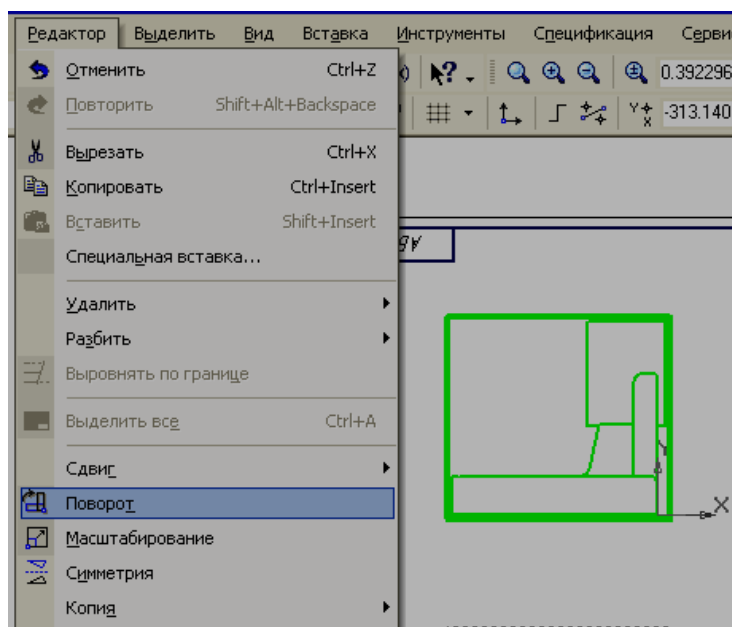 Редактор Выделить Вид Вставка Инструменты Спецификация Серви
Отменить Ctrl+Z
0.392296
Повторить Shift+Alt+Backspace
-313.140
Вырезать Ctrl+X
Копировать Ctrl+Insert
Вставить Shift+Insert
Специальная вставка...
Удалить
Разбить
Выровнять по границе
Выделить все Ctrl+A
Сдвиг
Поворот
Масштабирование
Симметрия
Копия
Y
X